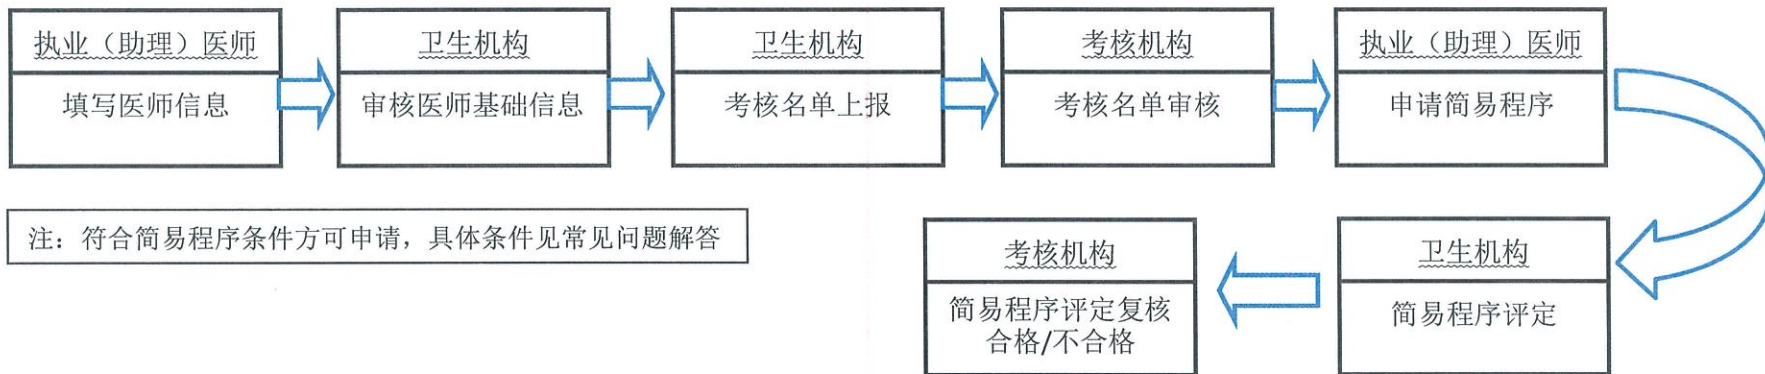 执业（助理）医师
填写医师信息
卫生机构
审核医师基础信息
卫生机构
考核名单上报
考核机构
考核名单审核
执业（助理）医师
申请简易程序
卫生机构
简易程序评定
考核机构
简易程序评定复核
合格/不合格
注：符合简易程序条件方可申请，具体条件见常见问题解答